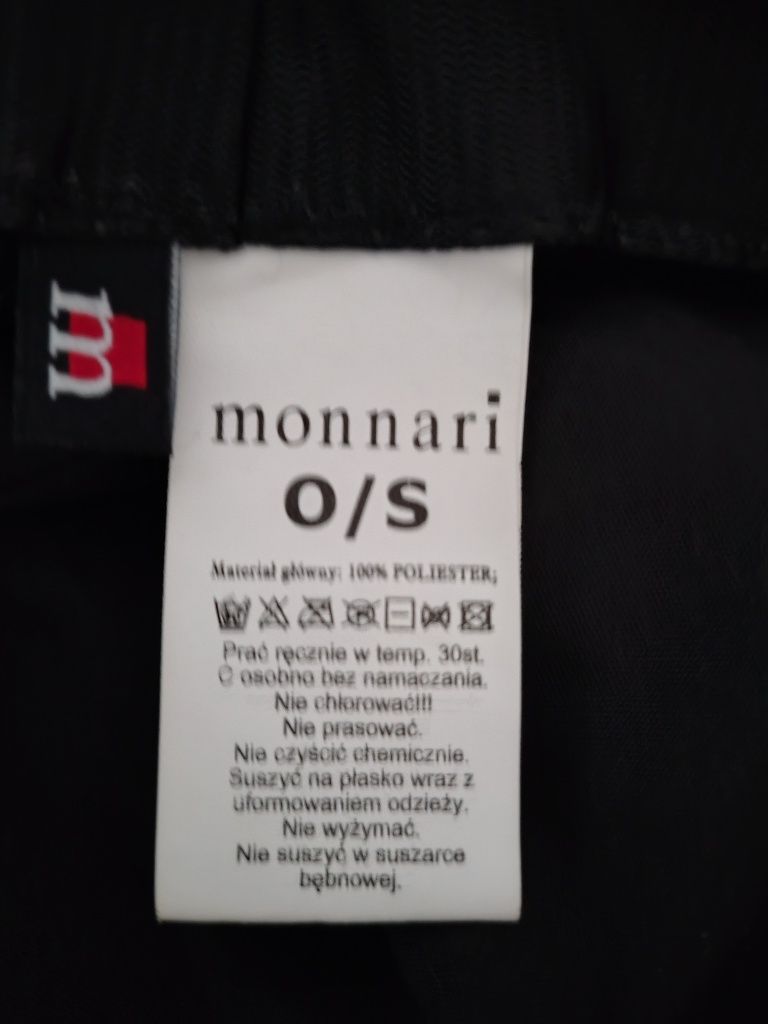 m
monnari
O/S
Materiał główny: 100% POLIESTER;
Prać ręcznie w temp. 30st.
C osobno bez namaczania.
Nie chlorować!!!
Nie prasować.
Nie czyścić chemicznie.
Suszyć na płasko wraz z
uformowaniem odzieży.
Nie wyżymać.
Nie suszyć w suszarce
bębnowej.